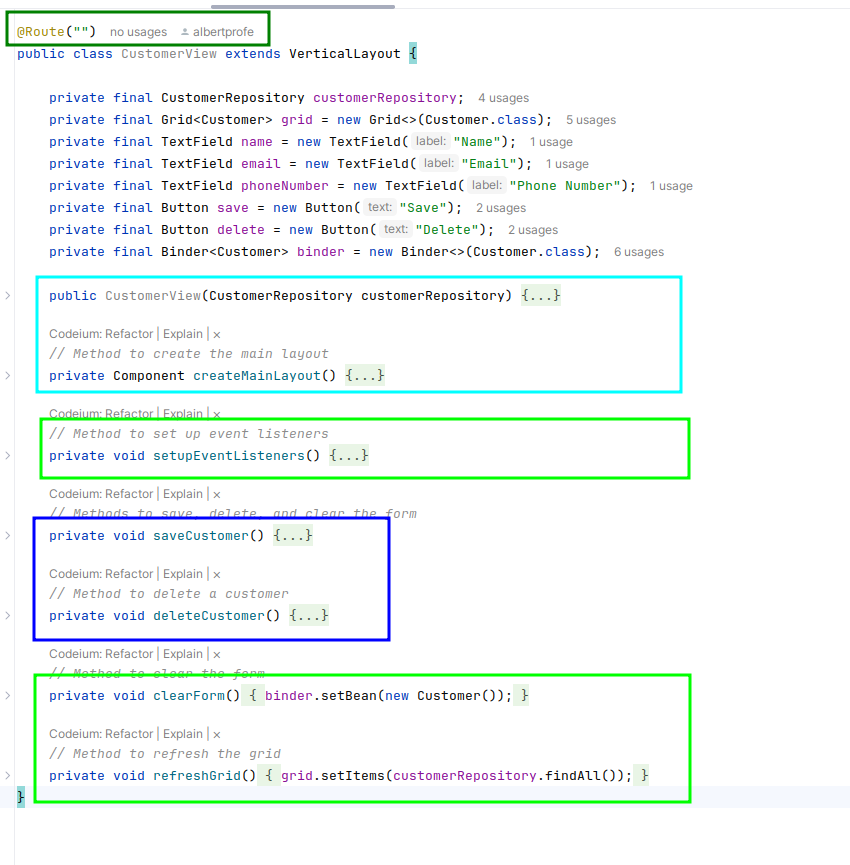 @Route("") no usages albertprofe
public class CustomerView extends VerticalLayout {
private final CustomerRepository customerRepository; 4 usages
private final Grid<Customer> grid = new Grid<>(Customer.class); 5 usages
private final TextField name = new TextField( label: "Name"); 1 usage
private final TextField email = new TextField( label: "Email"); 1 usage
private final TextField phoneNumber = new TextField( label: "Phone Number"); 1 usage
private final Button save = new Button( text: "Save"); 2 usages
private final Button delete = new Button( text: "Delete"); 2 usages
private final Binder<Customer> binder = new Binder<>(Customer.class); 6 usages
public CustomerView(CustomerRepository customerRepository) {...}
Codeium: Refactor | Explain | ×
// Method to create the main layout
private Component createMainLayout() {...}
Codeium: Refactor | Explain | ×
// Method to set up event listeners
private void setupEventListeners() {...}
Codeium: Refactor | Explain | ×
// Methods to save, delete, and clear the form
private void saveCustomer() {...}
Codeium: Refactor | Explain | ×
// Method to delete a customer
private void deleteCustomer() {...}
Codeium: Refactor | Explain | ×
// Method to clear the form
private void clearForm() { binder.setBean(new Customer()); }
Codeium: Refactor | Explain | ×
// Method to refresh the grid
private void refreshGrid() { grid.setItems(customerRepository.findAll()); }
}